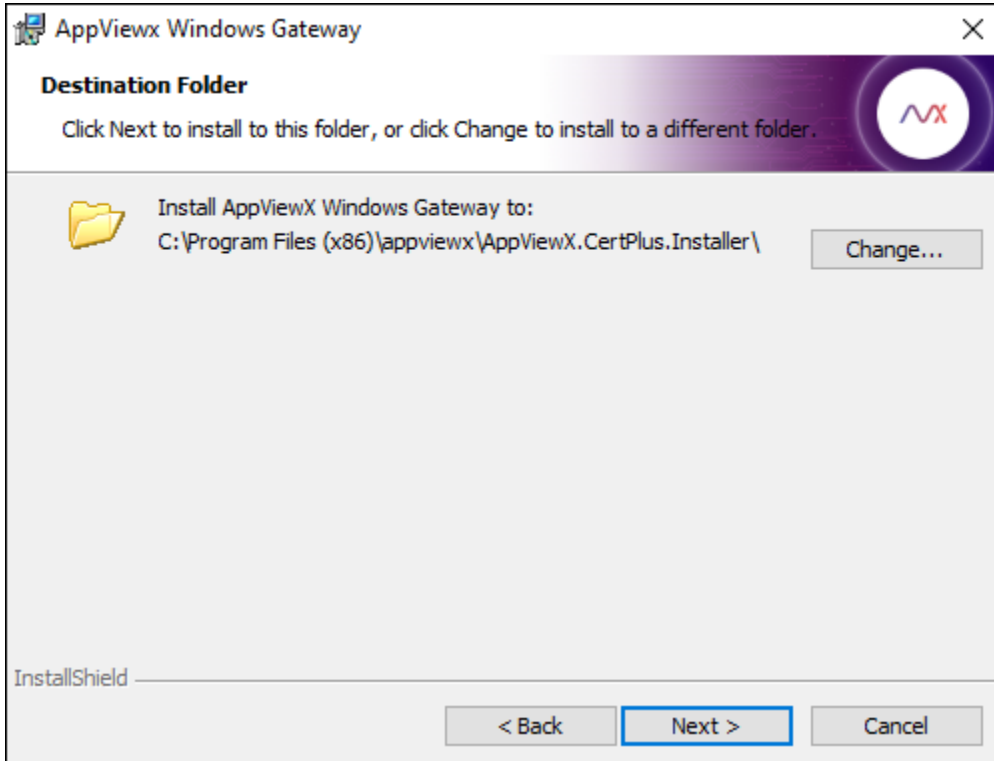 AppViewx Windows Gateway
Destination Folder
Click Next to install to this folder, or click Change to install to a different folder.
Install AppViewX Windows Gateway to:
C:\Program Files (x86)\appviewx\AppViewX.CertPlus.Installer\
Change...
InstallShield
< Back
Next >
Cancel